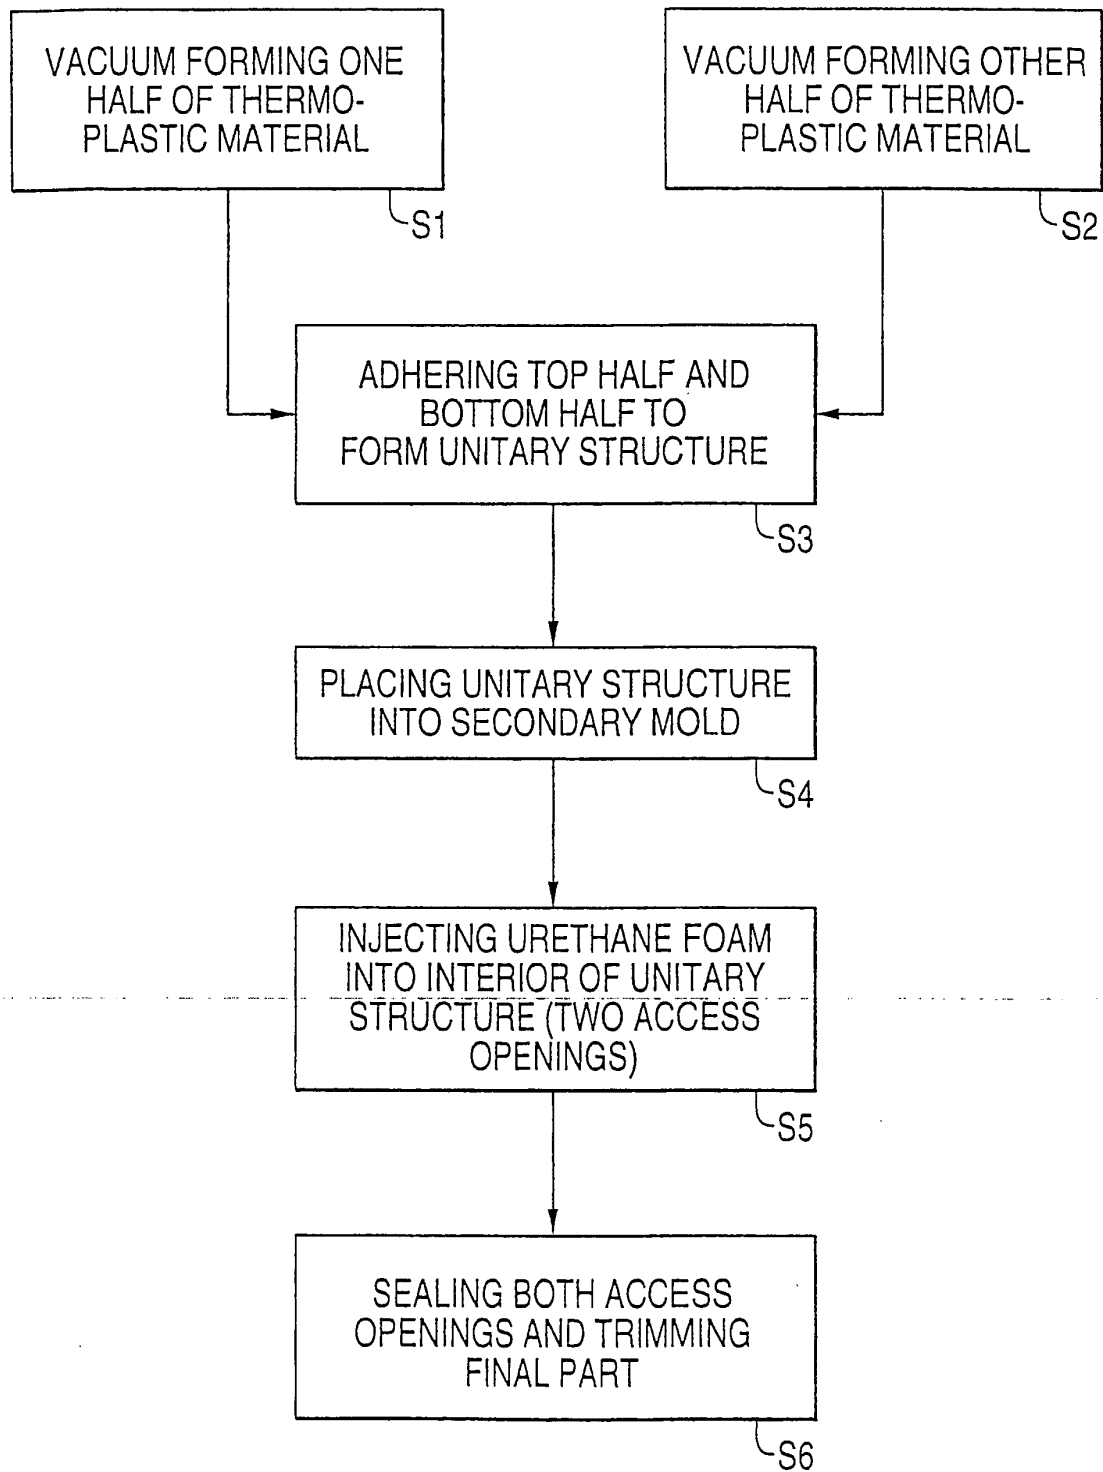 VACUUM FORMING ONE
HALF OF THERMO-
PLASTIC MATERIAL
S1
VACUUM FORMING OTHER
HALF OF THERMO-
PLASTIC MATERIAL
S2
ADHERING TOP HALF AND
BOTTOM HALF TO
FORM UNITARY STRUCTURE
S3
PLACING UNITARY STRUCTURE
INTO SECONDARY MOLD
S4
INJECTING URETHANE FOAM
INTO INTERIOR OF UNITARY
STRUCTURE (TWO ACCESS
OPENINGS)
S5
SEALING BOTH ACCESS
OPENINGS AND TRIMMING
FINAL PART
S6